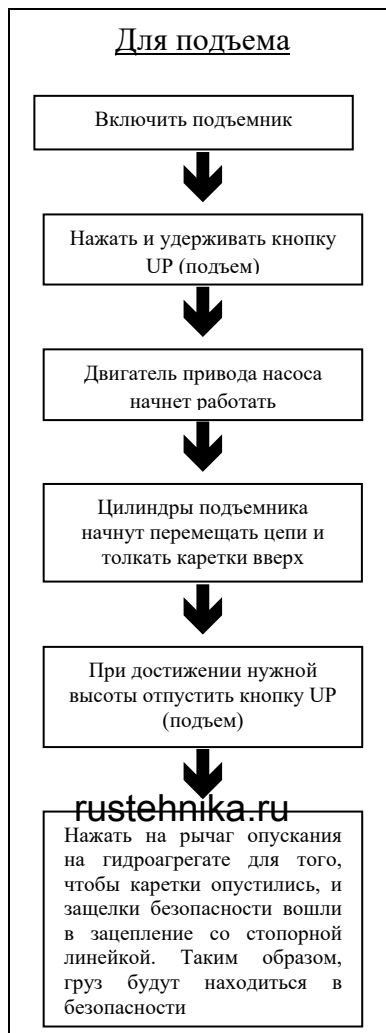 Для подъема
Включить подъемник
Нажать и удерживать кнопку
UP (подъем)
Двигатель привода насоса
начнет работать
Цилиндры подъемника
начнут перемещать цепи и
толкать каретки вверх
При достижении нужной
высоты отпустить кнопку UP
(подъем)
rustehnika.ru
Нажать на рычаг опускания
на гидроагрегате для того,
чтобы каретки опустились, и
защелки безопасности вошли
в зацепление со стопорной
линейкой. Таким образом,
груз будут находиться в
безопасности